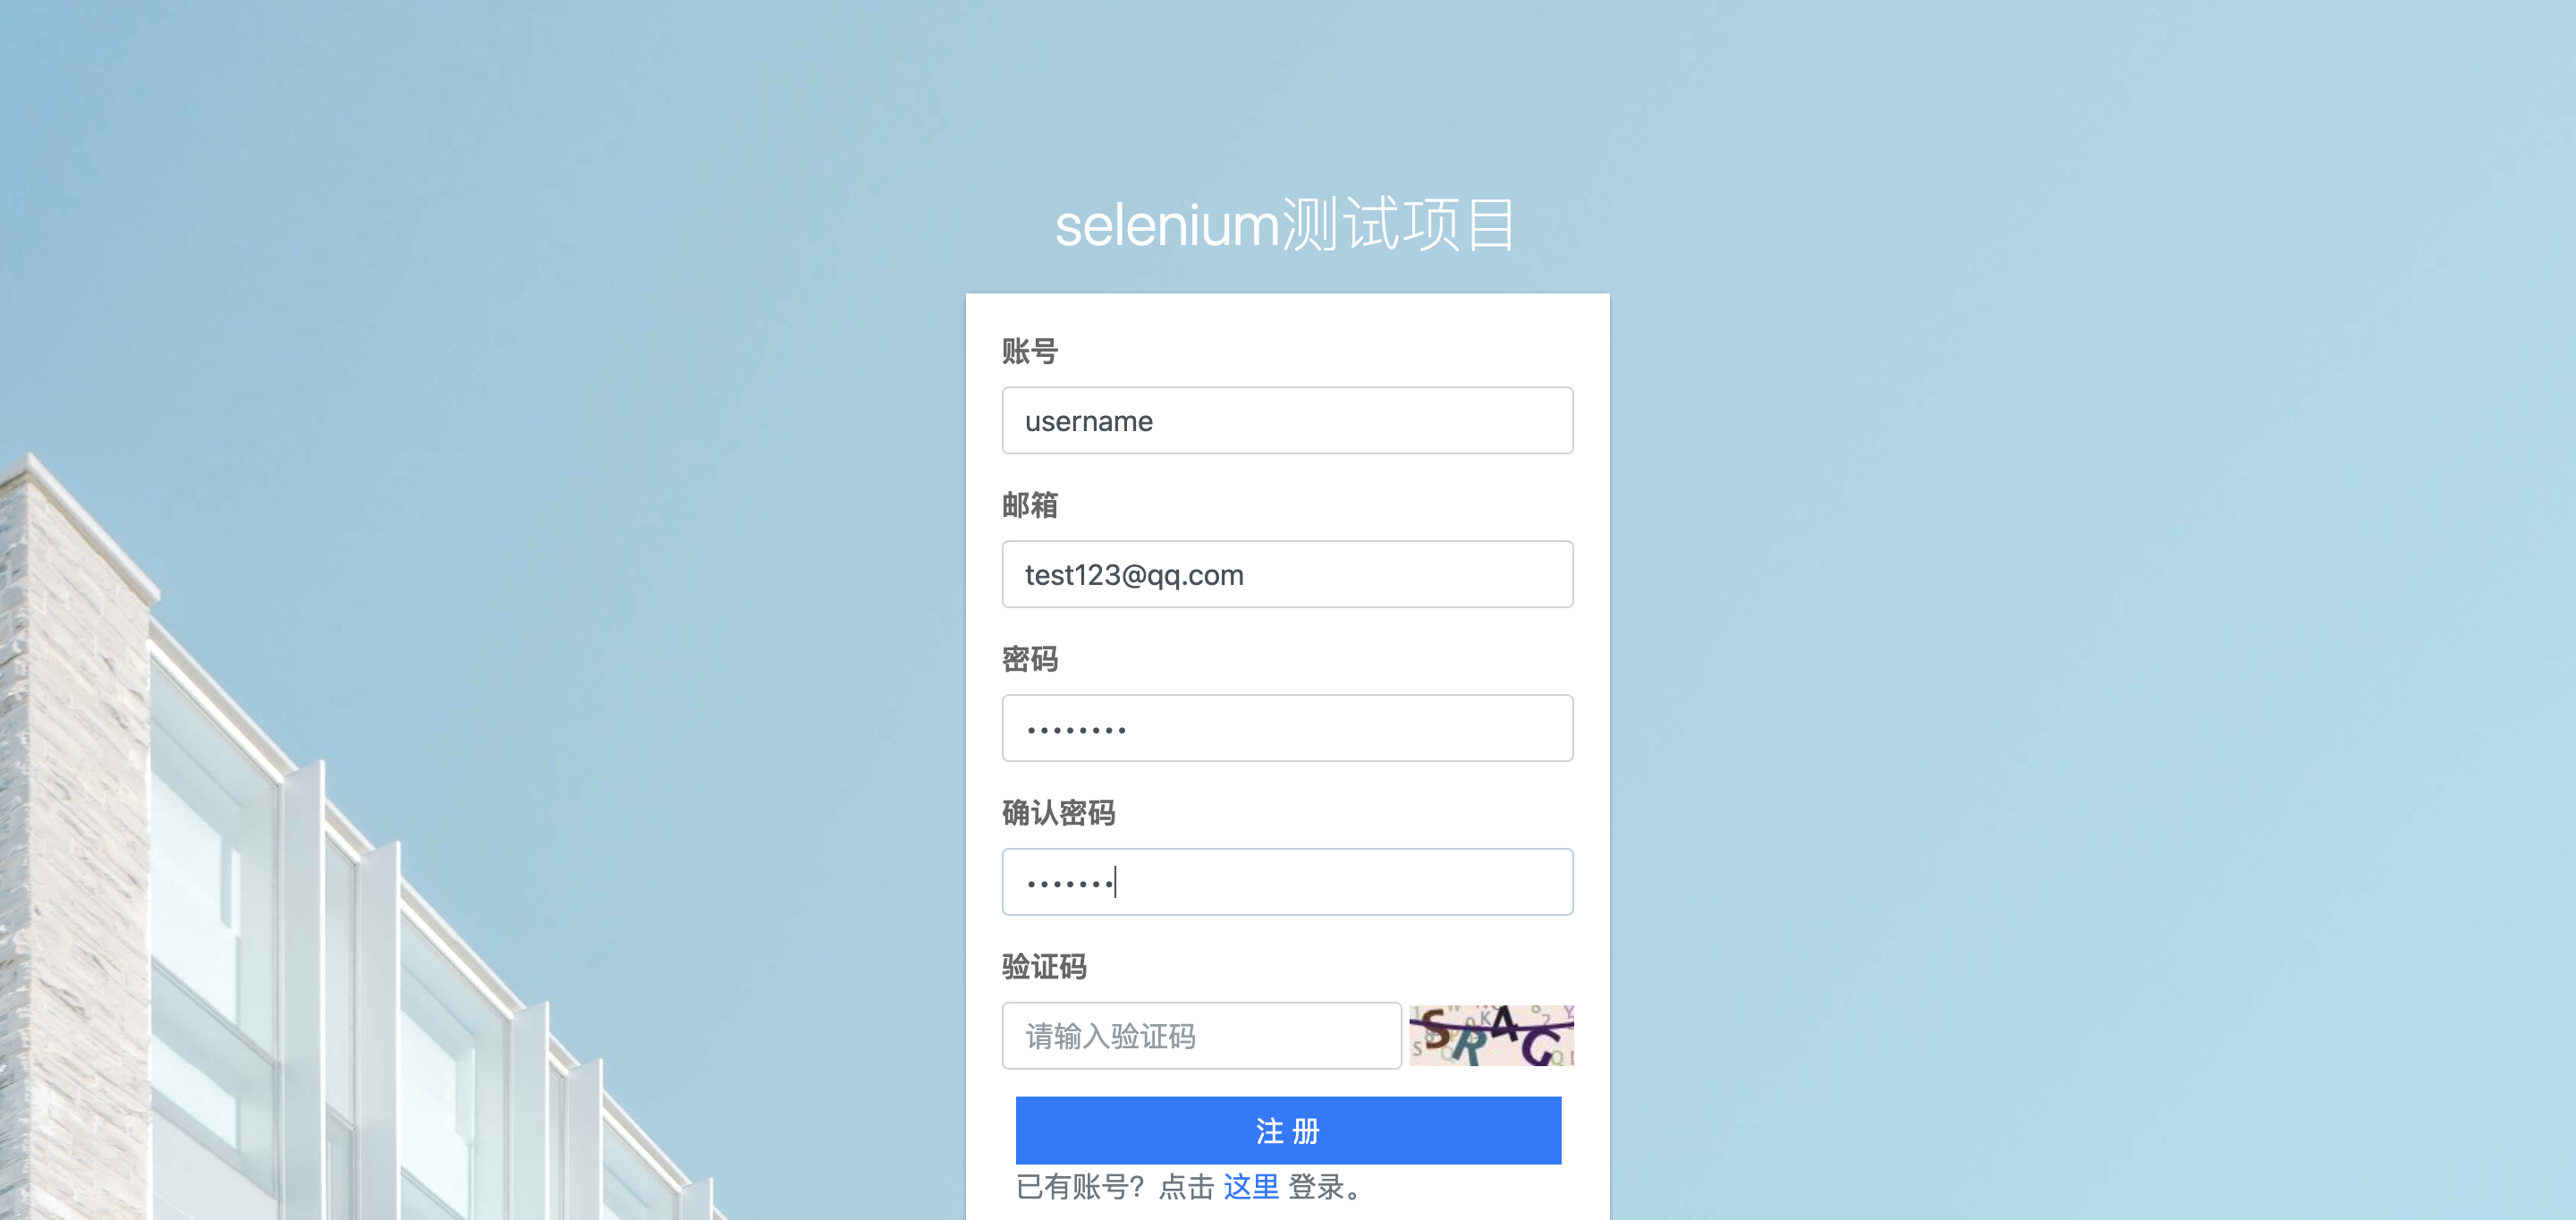 selenium测试项目
账号
username
邮箱
test123@qq.com
密码
••••••••
确认密码
•••••••
验证码
请输入验证码
SRAC
注 册
已有账号？点击 这里 登录。